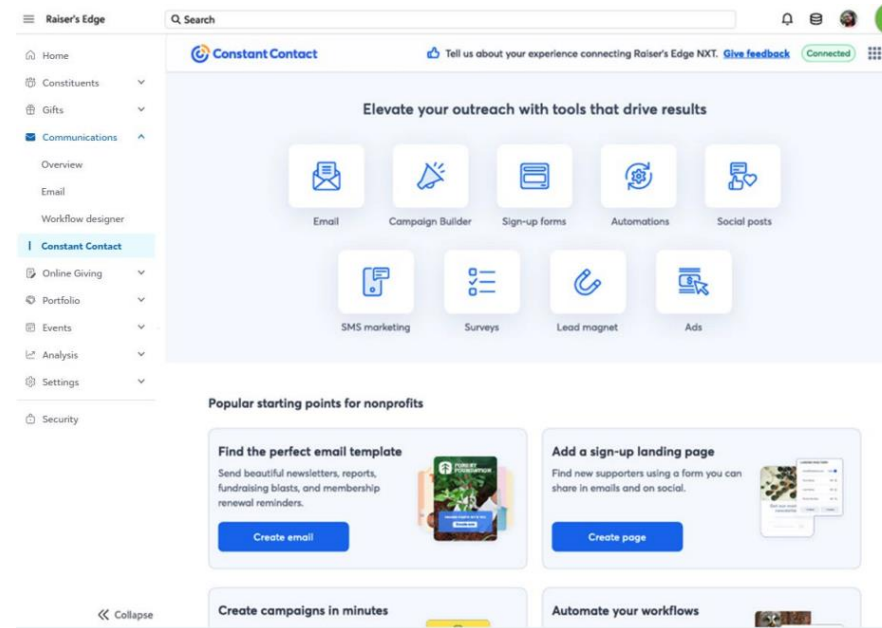 Raiser's Edge
Search
Home
Constituents
Gifts
Communications
Overview
Email
Workflow designer
Constant Contact
Online Giving
Portfolio
Events
Analysis
Settings
Security
Collapse
Constant Contact
Tell us about your experience connecting Raiser's Edge NXT. Give feedback
Connected
Elevate your outreach with tools that drive results
Email
Campaign Builder
Sign-up forms
Automations
Social posts
SMS marketing
Surveys
Lead magnet
Ads
Popular starting points for nonprofits
Find the perfect email template
Send beautiful newsletters, reports,
fundraising blasts, and membership
renewal reminders.
Create email
FOREST
FOUNDATION
Add a sign-up landing page
Find new supporters using a form you can
share in emails and on social.
Create page
Create campaigns in minutes
Automate your workflows